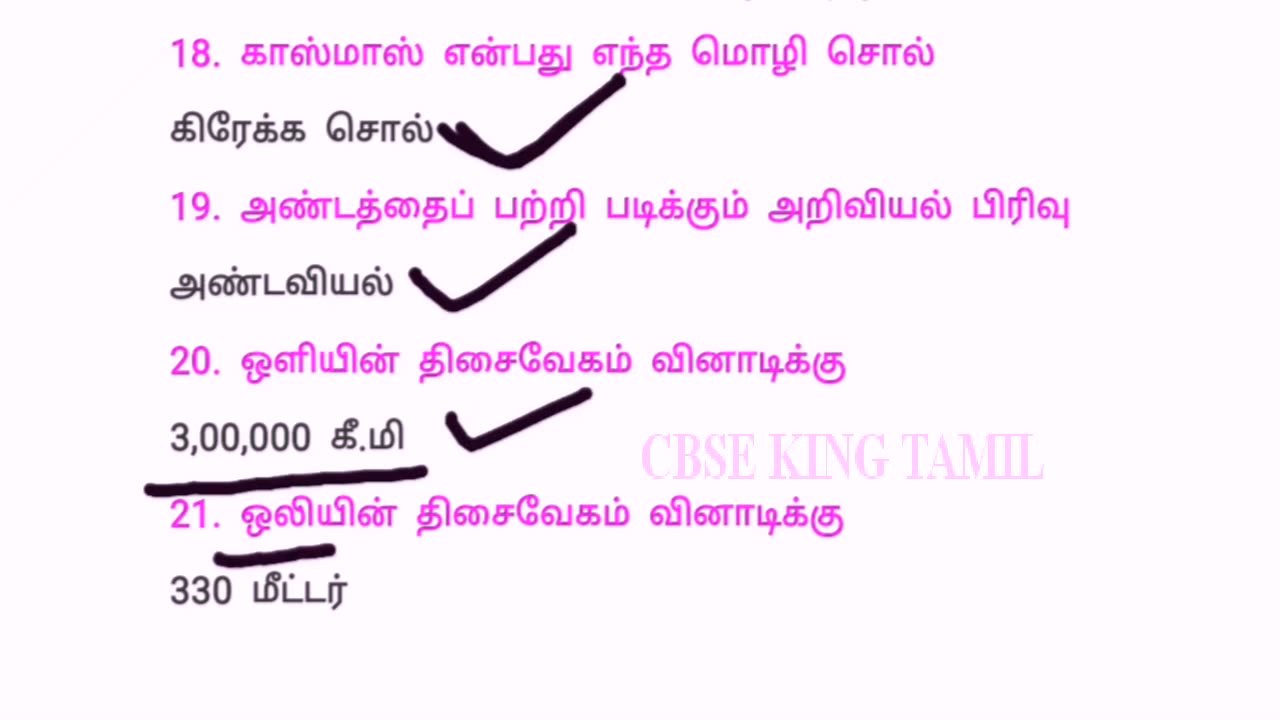 18. காஸ்மாஸ் என்பது எந்த மொழி சொல்
கிரேக்க சொல்
19. அண்டத்தைப் பற்றி படிக்கும் அறிவியல் பிரிவு
அண்டவியல்
20. ஒளியின் திசைவேகம் வினாடிக்கு
3,00,000 கீ.மி
CBSE KING TAMIL
21. ஒலியின் திசைவேகம் வினாடிக்கு
330 மீட்டர்